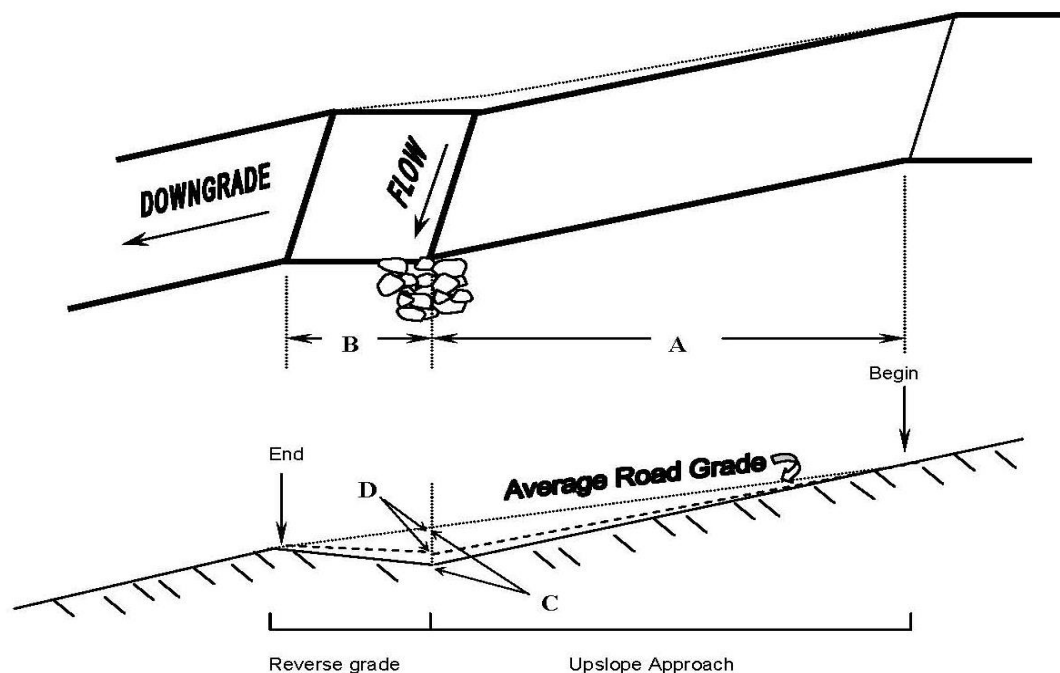 DOWNGRADE
FLOW
B
A
Begin
End
Average Road Grade
D
C
Reverse grade
Upslope Approach